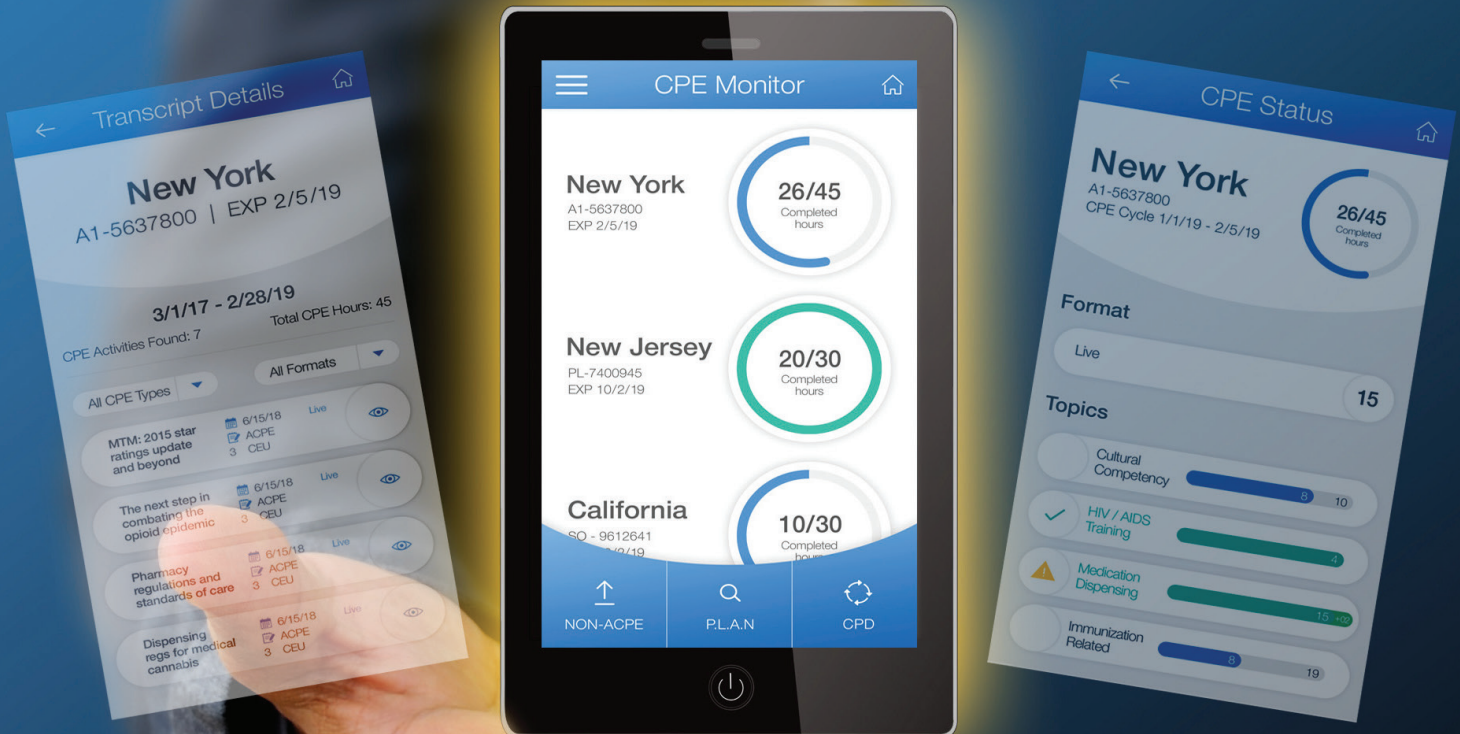 Transcript Details
New York
A1-5637800 | EXP 2/5/19
3/1/17 - 2/28/19
CPE Activities Found: 7
Total CPE Hours: 45
All CPE Types
All Formats
MTM: 2015 star
ratings update
and beyond
6/15/18
ACPE
3 CEU
Live
The next step in
combating the
opioid epidemic
6/15/18
ACPE
3 CEU
Live
Pharmacy
regulations and
standards of care
6/15/18
ACPE
3 CEU
Live
Dispensing
regs for medical
cannabis
6/15/18
ACPE
3 CEU
Live
CPE Monitor
New York
A1-5637800
EXP 2/5/19
26/45
Completed
hours
New Jersey
PL-7400945
EXP 10/2/19
20/30
Completed
hours
California
SO - 9612641
10/30
Completed
hours
NON-ACPE
P.L.A.N
CPD
CPE Status
New York
A1-5637800
CPE Cycle 1/1/19 - 2/5/19
26/45
Completed
hours
Format
Live
15
Topics
Cultural
Competency
8
10
HIV / AIDS
Training
4
Medication
Dispensing
15 +02
Immunization
Related
8
19